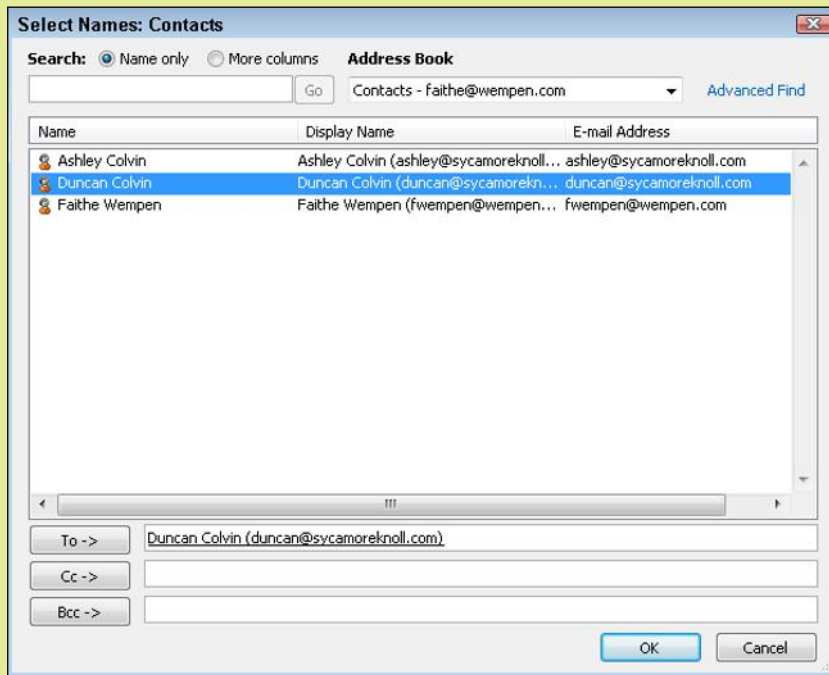 Select Names: Contacts
Search: Name only More columns Address Book
Go Contacts - faithe@wempen.com Advanced Find
Name Display Name E-mail Address
Ashley Colvin Ashley Colvin (ashley@sycamoreknoll... ashley@sycamoreknoll.com
Duncan Colvin Duncan Colvin (duncan@sycamorekn... duncan@sycamoreknoll.com
Faithe Wempen Faithe Wempen (fwempen@wempen... fwempen@wempen.com
To -> Duncan Colvin (duncan@sycamoreknoll.com)
Cc ->
Bcc ->
OK Cancel